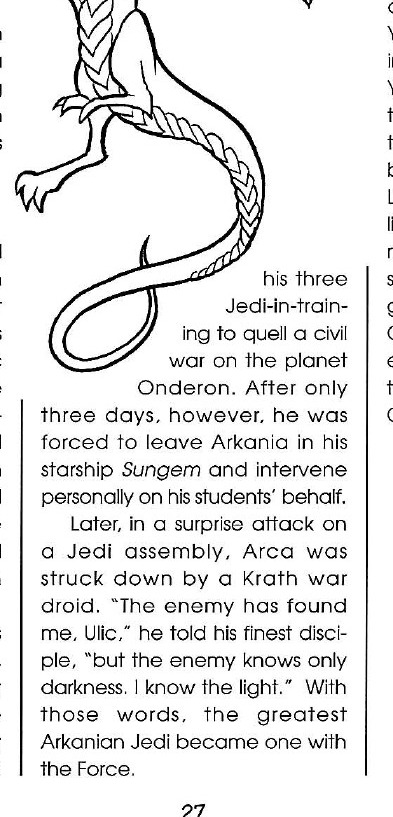 his three
Jedi-in-train-
ing to quell a civil
war on the planet
Onderon. After only
three days, however, he was
forced to leave Arkania in his
starship Sungem and intervene
personally on his students' behalf.
Later, in a surprise attack on
a Jedi assembly, Arca was
struck down by a Krath war
droid. "The enemy has found
me, Ulic," he told his finest disci-
ple, "but the enemy knows only
darkness. I know the light." With
those words, the greatest
Arkanian Jedi became one with
the Force.
27